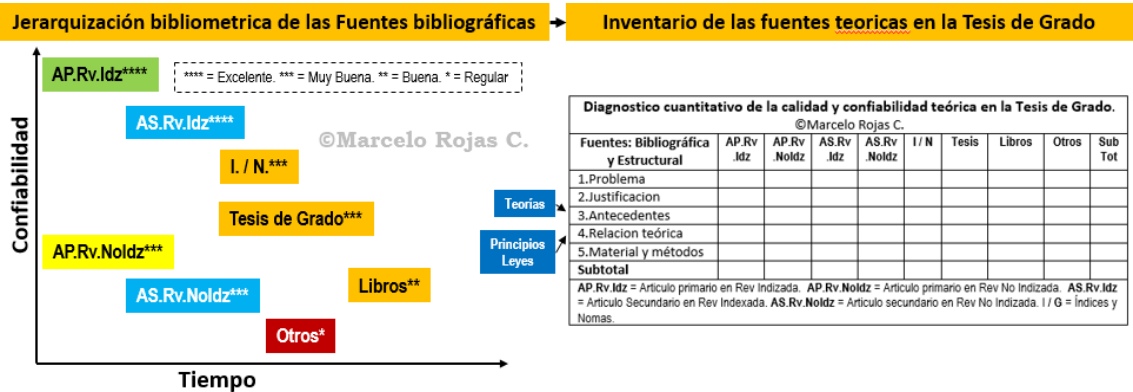 Jerarquización bibliometrica de las Fuentes bibliográficas
Inventario de las fuentes teoricas en la Tesis de Grado
Confiabilidad
AP.Rv.Idz****
**** = Excelente. *** = Muy Buena. ** = Buena. * = Regular
AS.Rv.Idz****
©Marcelo Rojas C.
I. / N.***
Tesis de Grado***
AP.Rv.NoIdz***
AS.Rv.NoIdz***
Libros**
Otros*
Tiempo
Teorías
Principios
Leyes
Diagnostico cuantitativo de la calidad y confiabilidad teórica en la Tesis de Grado.
©Marcelo Rojas C.
Fuentes: Bibliográfica
y Estructural
AP.Rv
.Idz
AP.Rv
.NoIdz
AS.Rv
.Idz
AS.Rv
.NoIdz
I / N
Tesis
Libros
Otros
Sub
Tot
1.Problema
2.Justificacion
3.Antecedentes
4.Relacion teórica
5.Material y métodos
Subtotal
AP.Rv.Idz = Articulo primario en Rev Indizada. AP.Rv.NoIdz = Articulo primario en Rev No Indizada. AS.Rv.Idz
= Articulo Secundario en Rev Indexada. AS.Rv.NoIdz = Articulo secundario en Rev No Indizada. I / G = Índices y
Nomas.